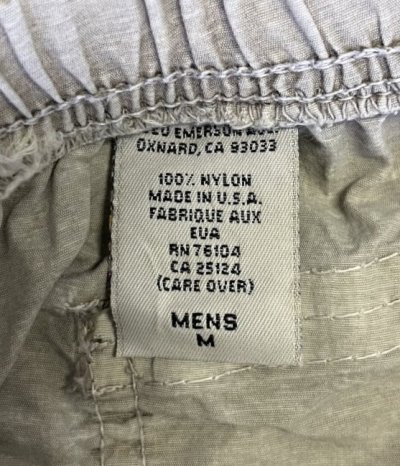 EMERSON
OXNARD, CA 93033
100% NYLON
MADE IN U.S.A.
FABRIQUE AUX
EUA
RN 76104
CA 25124
(CARE OVER)
MENS
M